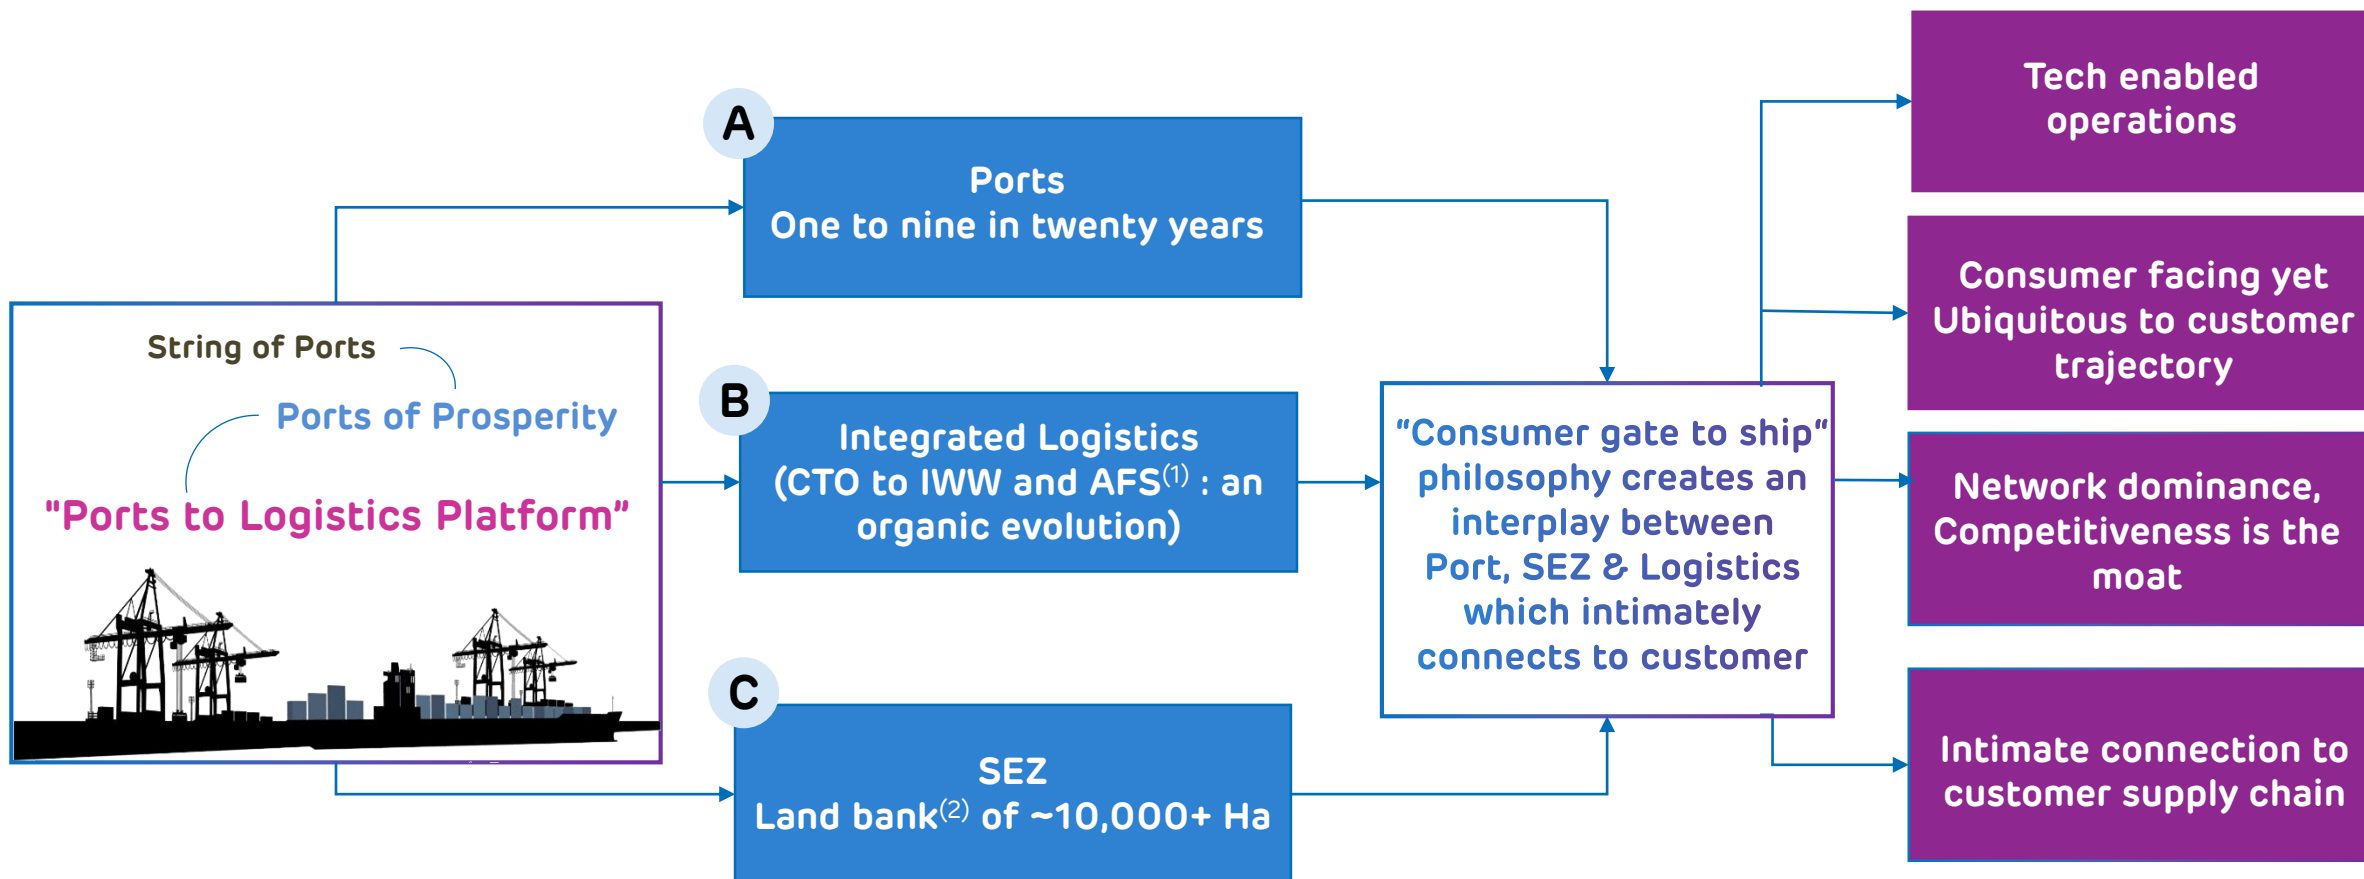 String of Ports
Ports of Prosperity
"Ports to Logistics Platform”
A
Ports
One to nine in twenty years
B
Integrated Logistics
(CTO to IWW and AFS(1) : an
organic evolution)
C
SEZ
Land bank(2) of ~10,000+ Ha
“Consumer gate to ship“
philosophy creates an
interplay between
Port, SEZ & Logistics
which intimately
connects to customer
Tech enabled
operations
Consumer facing yet
Ubiquitous to customer
trajectory
Network dominance,
Competitiveness is the
moat
Intimate connection to
customer supply chain